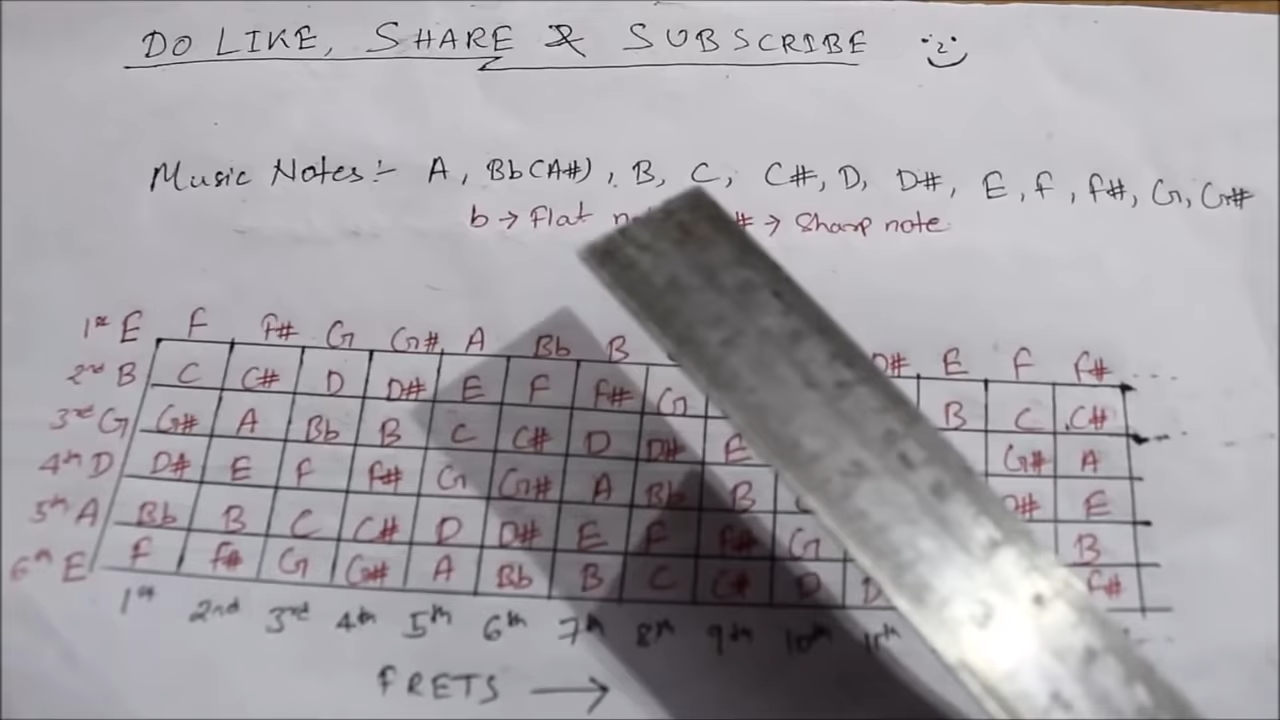 DO LIKE, SHARE & SUBSCRIBE
Music Notes:- A, Bb(A#), B, C, C#, D, D#, E, F, F#, G, G#
b → Flat # → Sharp note
1st E F F# G G# A Bb B D# E F F#
2nd B C C# D D# E F F# G B C C#
3rd G G# A Bb B C C# D D# E G# A
4th D D# E F F# G G# A Bb B D# E
5th A Bb B C C# D D# E F F# G B
6th E F F# G G# A Bb B C C# D F#
1st 2nd 3rd 4th 5th 6th 7th 8th 9th 10th 11th
FRETS →